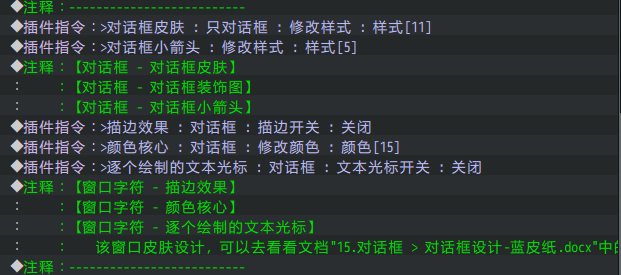 ◆注释：--------------------------
◆插件指令：>对话框皮肤 : 只对话框 : 修改样式 : 样式[11]
◆插件指令：>对话框小箭头 : 修改样式 : 样式[5]
◆注释：【对话框 - 对话框皮肤】
：　　：【对话框 - 对话框装饰图】
：　　：【对话框 - 对话框小箭头】
◆插件指令：>描边效果 : 对话框 : 描边开关 : 关闭
◆插件指令：>颜色核心 : 对话框 : 修改颜色 : 颜色[15]
◆插件指令：>逐个绘制的文本光标 : 对话框 : 文本光标开关 : 关闭
◆注释：【窗口字符 - 描边效果】
：　　：【窗口字符 - 颜色核心】
：　　：【窗口字符 - 逐个绘制的文本光标】
：　　：　　该窗口皮肤设计，可以去看看文档"15.对话框 > 对话框设计-蓝皮纸.docx"中的
◆注释：--------------------------